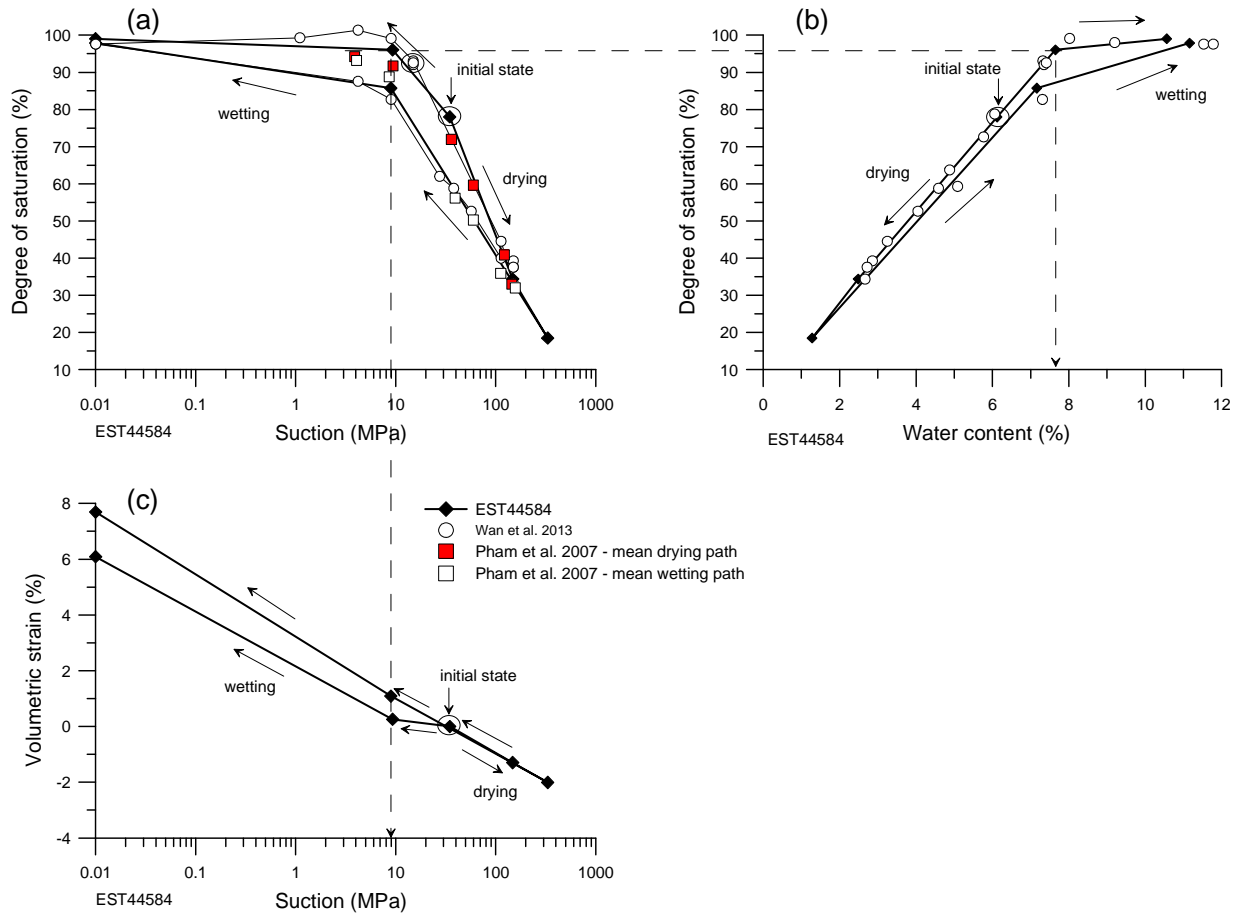 (a)
100
90
80
70
60
50
40
30
20
10
Degree of saturation (%)
initial state
wetting
drying
0.01
0.1
1
10
100
1000
EST44584
Suction (MPa)
(b)
100
90
80
70
60
50
40
30
20
10
Degree of saturation (%)
initial state
wetting
drying
0
2
4
6
8
10
12
EST44584
Water content (%)
(c)
8
6
4
2
0
-2
-4
Volumetric strain (%)
EST44584
Wan et al. 2013
Pham et al. 2007 - mean drying path
Pham et al. 2007 - mean wetting path
initial state
wetting
drying
0.01
0.1
1
10
100
1000
EST44584
Suction (MPa)